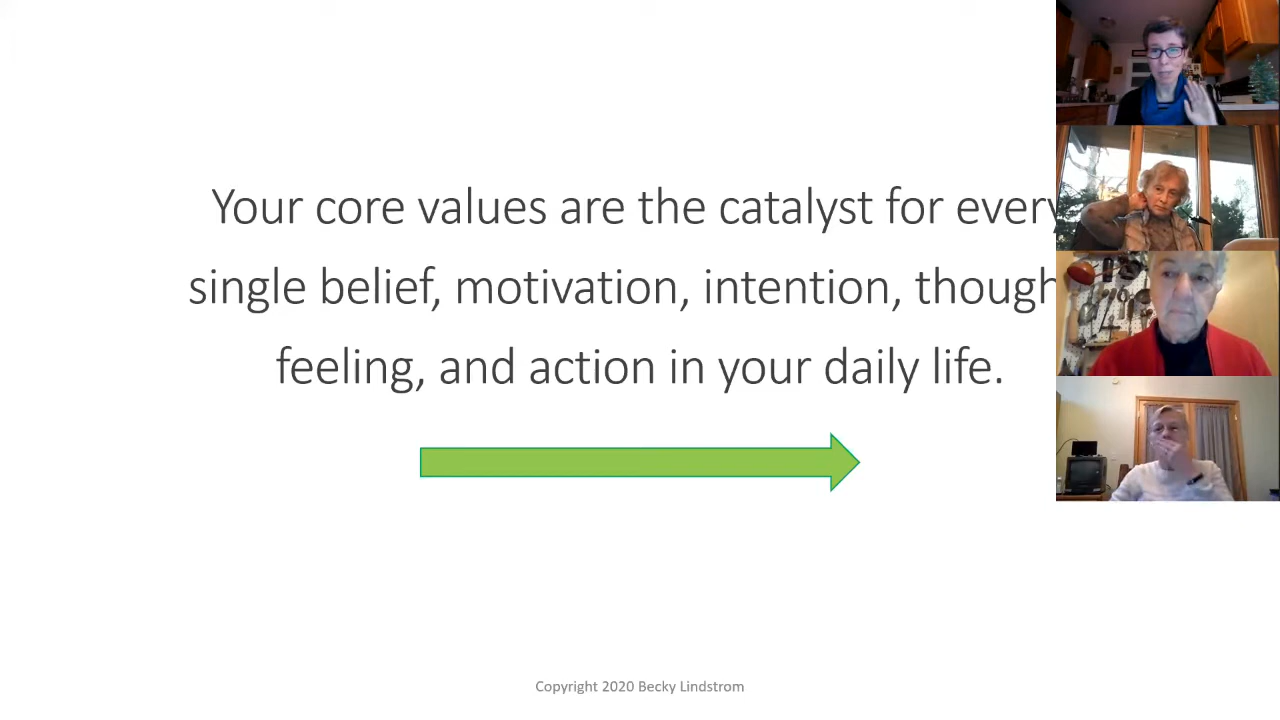 Your core values are the catalyst for every
single belief, motivation, intention, though
feeling, and action in your daily life.
Copyright 2020 Becky Lindstrom